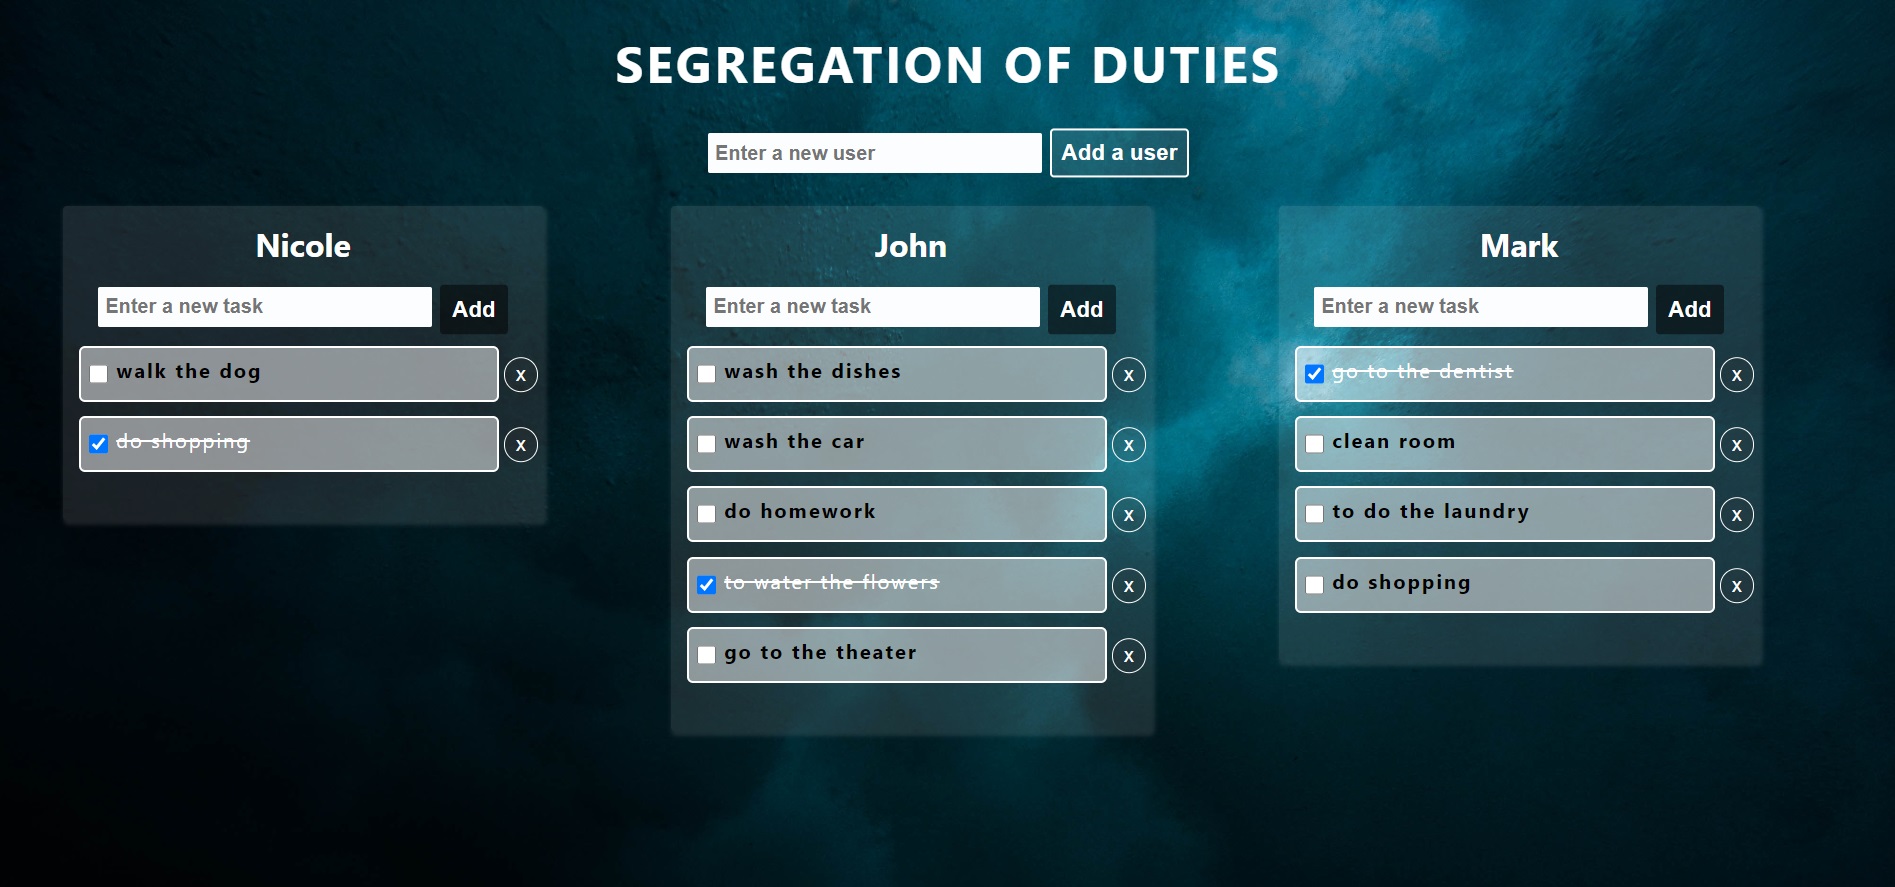 SEGREGATION OF DUTIES
Enter a new user
Add a user
Nicole
Enter a new task
Add
walk the dog
x
do shopping
x
John
Enter a new task
Add
wash the dishes
x
wash the car
x
do homework
x
to water the flowers
x
go to the theater
x
Mark
Enter a new task
Add
go to the dentist
x
clean room
x
to do the laundry
x
do shopping
x